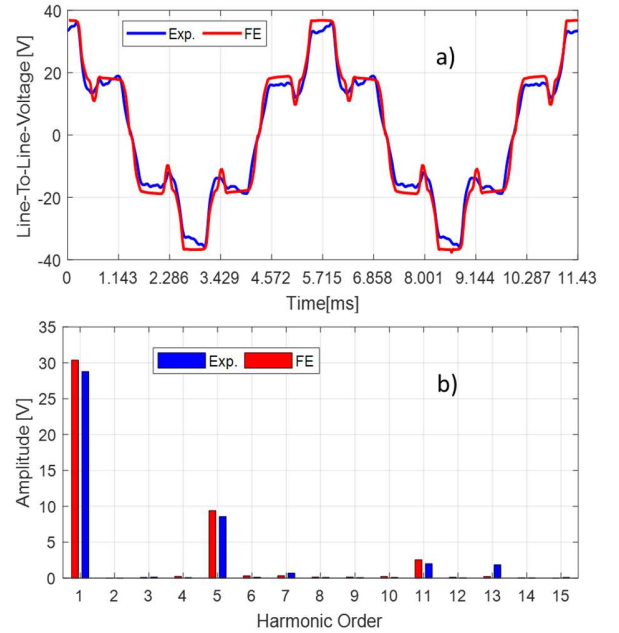 Line-To-Line-Voltage [V]
40
20
0
-20
-40
Exp. FE
a)
0 1.143 2.286 3.429 4.572 5.715 6.858 8.001 9.144 10.287 11.43
Time[ms]
Amplitude [V]
35
30
25
20
15
10
5
0
Exp. FE
b)
1 2 3 4 5 6 7 8 9 10 11 12 13 14 15
Harmonic Order